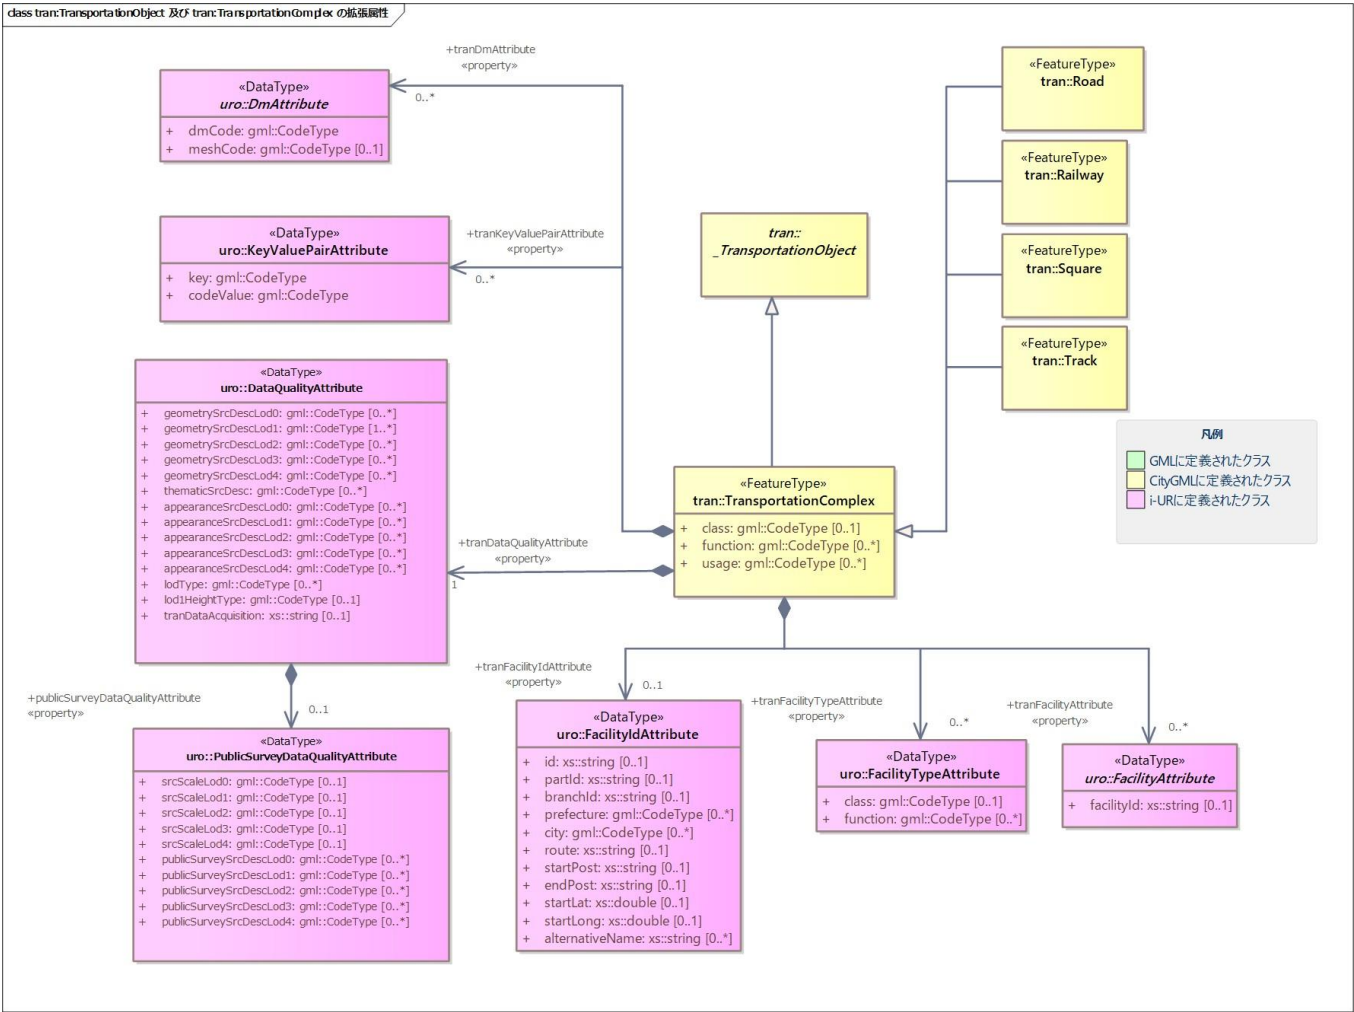 class tran:TransportationObject 及び tran:TransportationComplex の拡張属性
+tranDmAttribute
«property»
0..*
«DataType»
uro::DmAttribute
+ dmCode: gml::CodeType
+ meshCode: gml::CodeType [0..1]
«FeatureType»
tran::Road
«FeatureType»
tran::Railway
«FeatureType»
tran::Square
«FeatureType»
tran::Track
«DataType»
uro::KeyValuePairAttribute
+ key: gml::CodeType
+ codeValue: gml::CodeType
+tranKeyValuePairAttribute
«property»
0..*
tran::
_TransportationObject
«DataType»
uro::DataQualityAttribute
+ geometrySrcDescLod0: gml::CodeType [0..*]
+ geometrySrcDescLod1: gml::CodeType [1..*]
+ geometrySrcDescLod2: gml::CodeType [0..*]
+ geometrySrcDescLod3: gml::CodeType [0..*]
+ geometrySrcDescLod4: gml::CodeType [0..*]
+ thematicSrcDesc: gml::CodeType [0..*]
+ appearanceSrcDescLod0: gml::CodeType [0..*]
+ appearanceSrcDescLod1: gml::CodeType [0..*]
+ appearanceSrcDescLod2: gml::CodeType [0..*]
+ appearanceSrcDescLod3: gml::CodeType [0..*]
+ appearanceSrcDescLod4: gml::CodeType [0..*]
+ lodType: gml::CodeType [0..*]
+ lod1HeightType: gml::CodeType [0..1]
+ tranDataAcquisition: xs::string [0..1]
凡例
GMLに定義されたクラス
CityGMLに定義されたクラス
i-URに定義されたクラス
«FeatureType»
tran::TransportationComplex
+ class: gml::CodeType [0..1]
+ function: gml::CodeType [0..*]
+ usage: gml::CodeType [0..*]
+tranDataQualityAttribute
«property»
1
+publicSurveyDataQualityAttribute
«property»
0..1
«DataType»
uro::PublicSurveyDataQualityAttribute
+ srcScaleLod0: gml::CodeType [0..1]
+ srcScaleLod1: gml::CodeType [0..1]
+ srcScaleLod2: gml::CodeType [0..1]
+ srcScaleLod3: gml::CodeType [0..1]
+ srcScaleLod4: gml::CodeType [0..1]
+ publicSurveySrcDescLod0: gml::CodeType [0..*]
+ publicSurveySrcDescLod1: gml::CodeType [0..*]
+ publicSurveySrcDescLod2: gml::CodeType [0..*]
+ publicSurveySrcDescLod3: gml::CodeType [0..*]
+ publicSurveySrcDescLod4: gml::CodeType [0..*]
+tranFacilityIdAttribute
«property»
0..1
«DataType»
uro::FacilityIdAttribute
+ id: xs::string [0..1]
+ partId: xs::string [0..1]
+ branchId: xs::string [0..1]
+ prefecture: gml::CodeType [0..*]
+ city: gml::CodeType [0..*]
+ route: xs::string [0..1]
+ startPost: xs::string [0..1]
+ endPost: xs::string [0..1]
+ startLat: xs::double [0..1]
+ startLong: xs::double [0..1]
+ alternativeName: xs::string [0..*]
+tranFacilityTypeAttribute
«property»
0..*
«DataType»
uro::FacilityTypeAttribute
+ class: gml::CodeType [0..1]
+ function: gml::CodeType [0..*]
+tranFacilityAttribute
«property»
0..*
«DataType»
uro::FacilityAttribute
+ facilityId: xs::string [0..1]